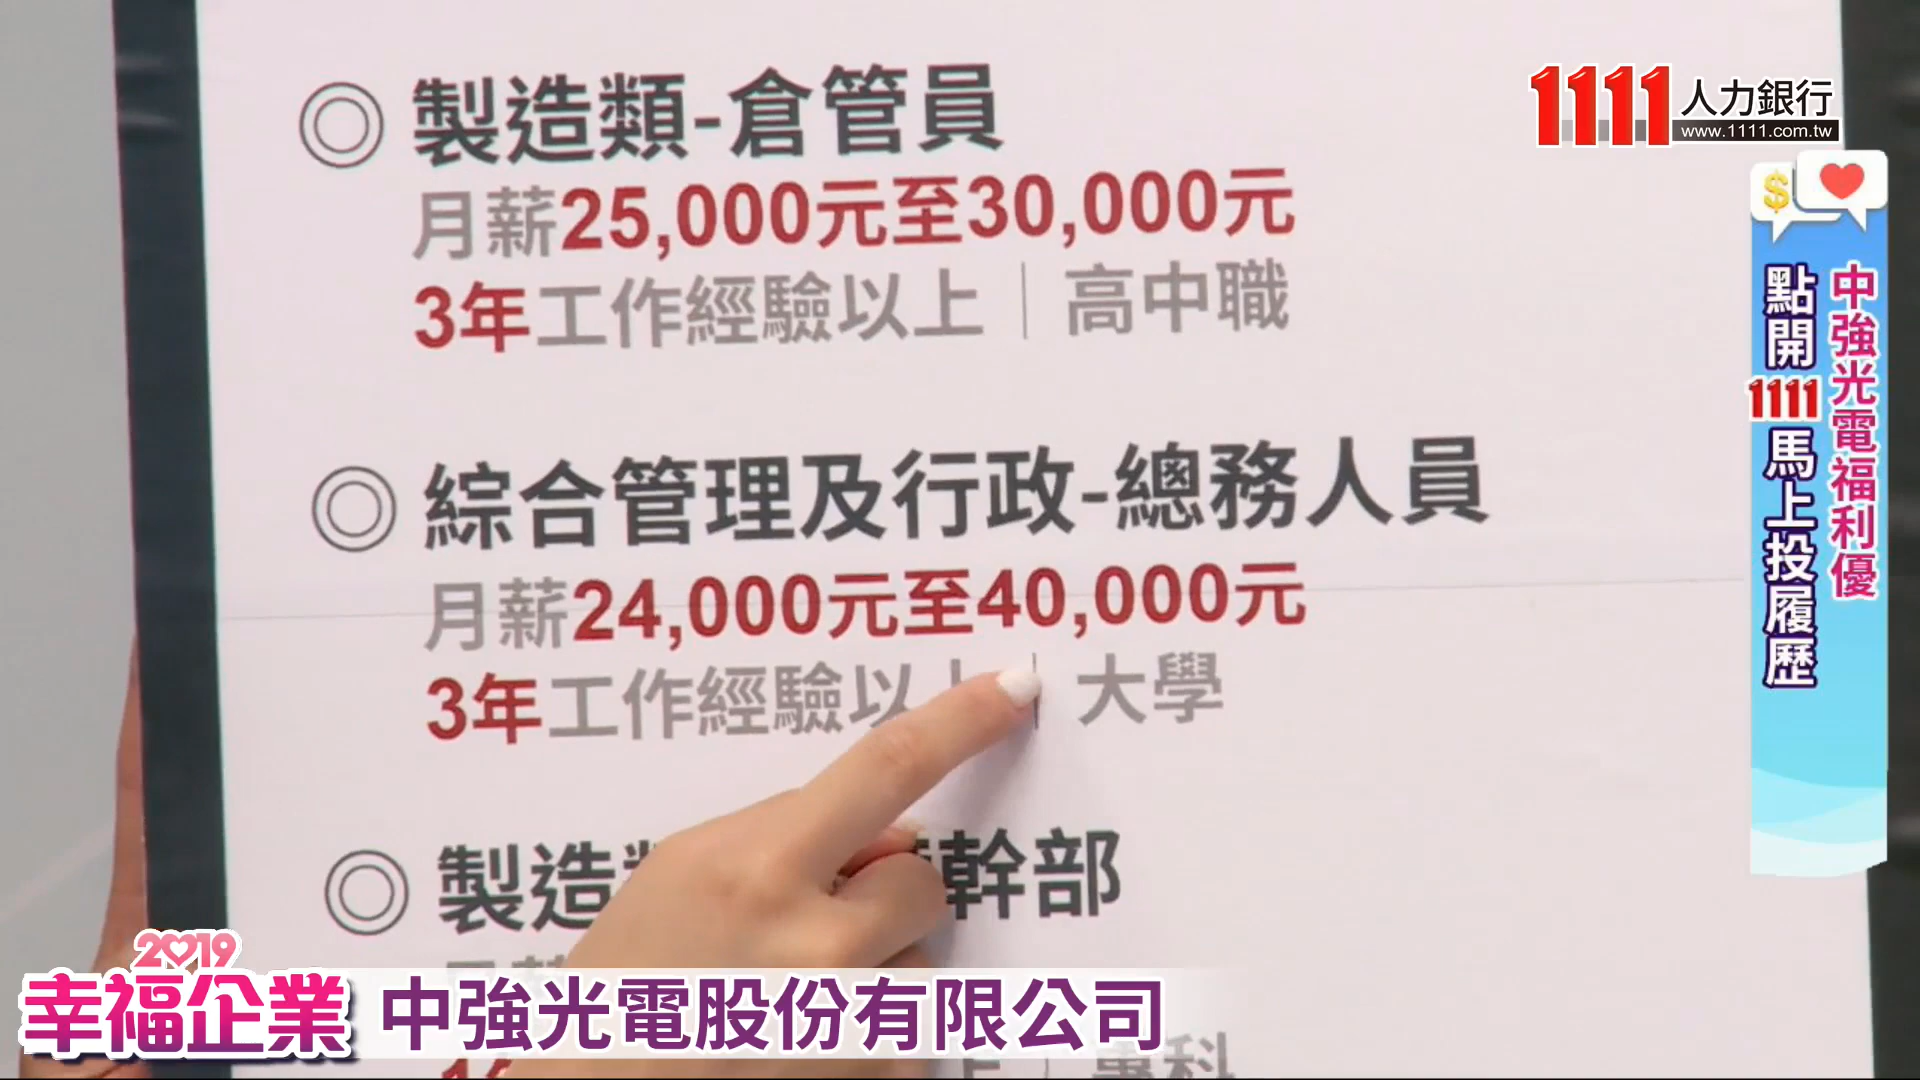 ◎ 製造類-倉管員
月薪25,000元至30,000元
3年工作經驗以上｜高中職
◎ 綜合管理及行政-總務人員
月薪24,000元至40,000元
3年工作經驗以上｜大學
◎ 製造 幹部
1111人力銀行
www.1111.com.tw
中強光電福利優
點開1111馬上投履歷
2019
幸福企業
中強光電股份有限公司